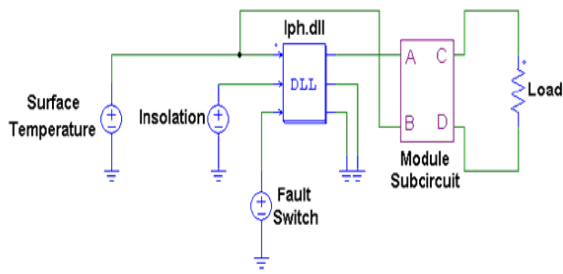 Iph.dll
DLL
A C
B D
Surface
Temperature
Insolation
Fault
Switch
Module
Subcircuit
Load